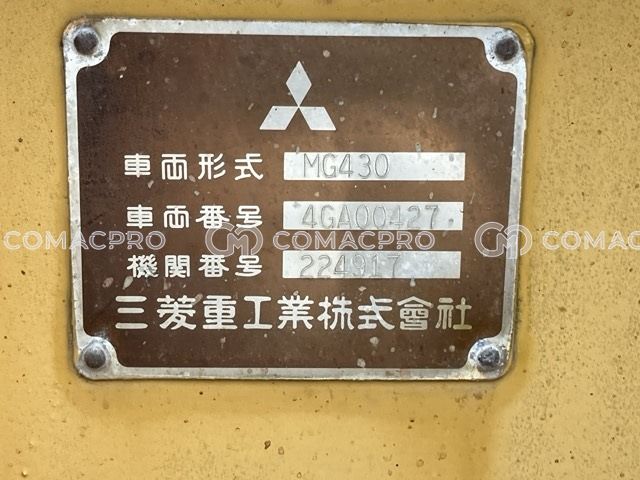 車両形式 MG430
車両番号 4GA00427
COMACPRO COMACPRO COMACPRO
機関番号 224917
三菱重工業株式會社